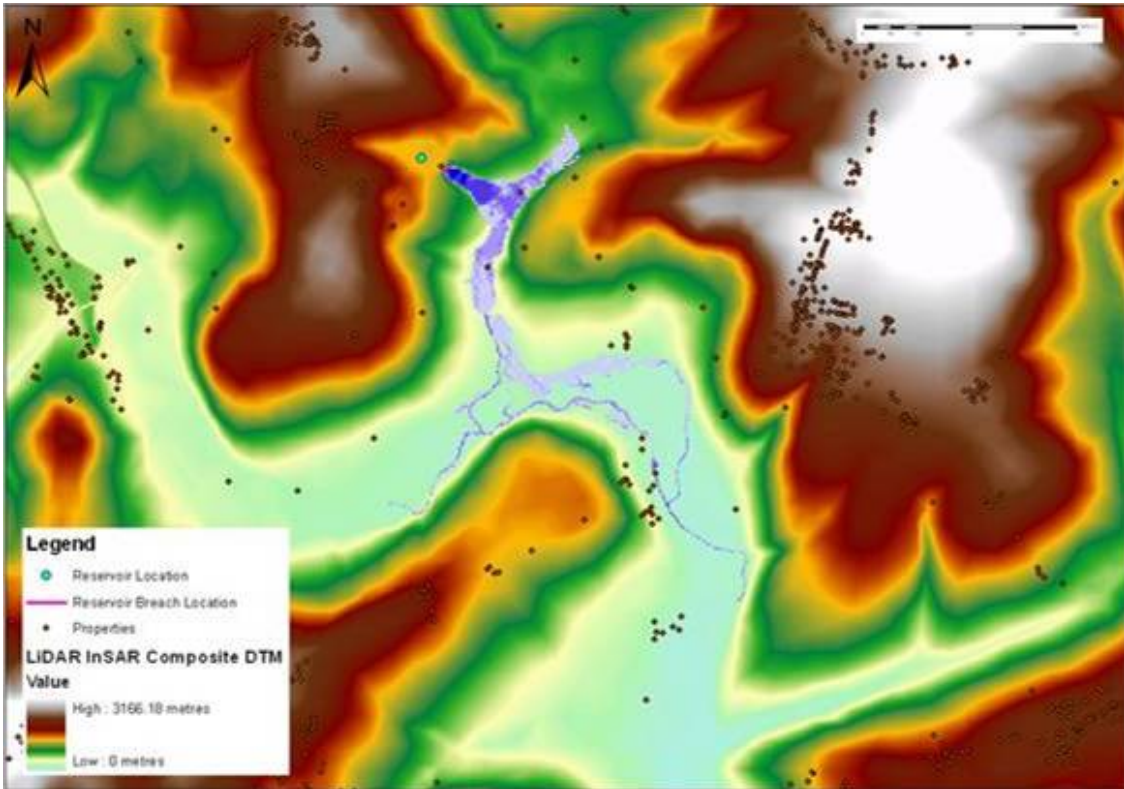 N
Legend
Reservoir Location
Reservoir Breach Location
Properties
LiDAR InSAR Composite DTM
Value
High : 3166.18 metres
Low : 0 metres